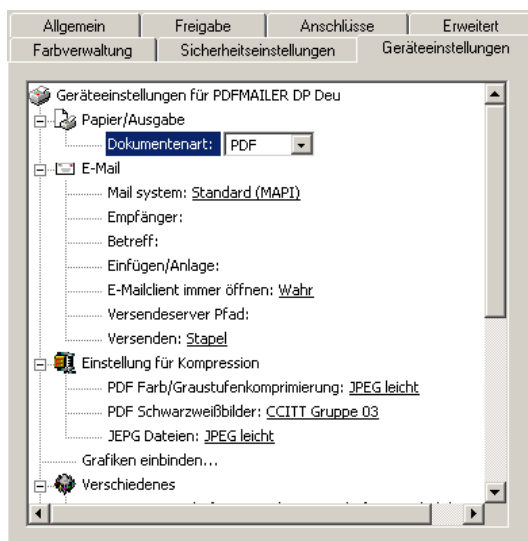 Allgemein Freigabe Anschlüsse Erweitert
Farbverwaltung Sicherheitseinstellungen Geräteeinstellungen
Geräteeinstellungen für PDFMAILER DP Deu
Papier/Ausgabe
Dokumentenart: PDF
E-Mail
Mail system: Standard (MAPI)
Empfänger:
Betreff:
Einfügen/Anlage:
E-Mailclient immer öffnen: Wahr
Versendeserver Pfad:
Versenden: Stapel
Einstellung für Kompression
PDF Farb/Graustufenkomprimierung: JPEG leicht
PDF Schwarzweißbilder: CCITT Gruppe 03
JEPG Dateien: JPEG leicht
Grafiken einbinden...
Verschiedenes